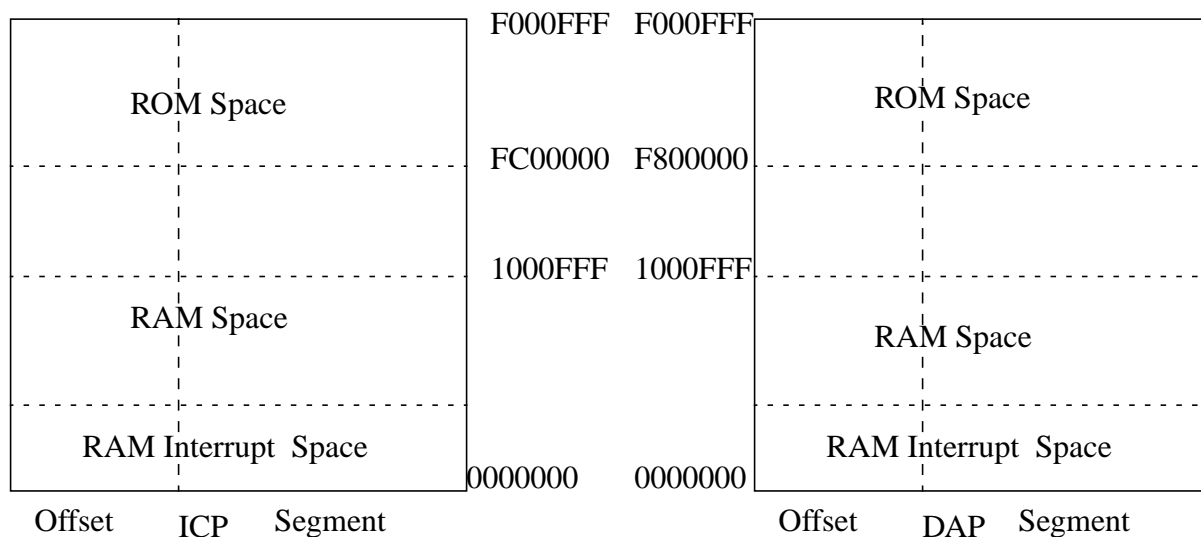 F000FFF F000FFF
ROM Space ROM Space
FC00000 F800000
1000FFF 1000FFF
RAM Space RAM Space
RAM Interrupt Space RAM Interrupt Space
0000000 0000000
Offset ICP Segment Offset DAP Segment